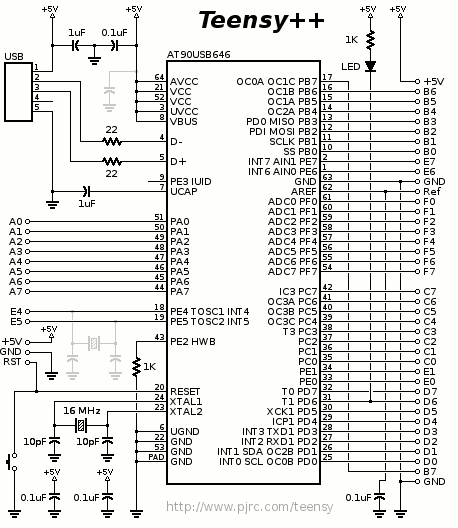 Teensy++
+5V +5V +5V +5V
1uF 0.1uF 1K
USB AT90USB646 LED
1
2
3
4
5
64 AVCC
21 VCC
52 VCC
3 UVCC
8 VBUS
22 4 D-
22 5 D+
9 PE3 IUID
7 UCAP
1uF
A0 51 PA0
A1 50 PA1
A2 49 PA2
A3 48 PA3
A4 47 PA4
A5 46 PA5
A6 45 PA6
A7 44 PA7
E4 18 PE4 TOSC1 INT4
E5 19 PE5 TOSC2 INT5
+5V
+5V
GND
RST
43 PE2 HWB
1K
20 RESET
24 XTAL1
16 MHz
23 XTAL2
10pF 10pF
6 UGND
22 GND
53 GND
PAD GND
+5V +5V
0.1uF 0.1uF
OC0A OC1C PB7 17 +5V
OC1B PB6 16 B6
OC1A PB5 15 B5
OC2A PB4 14 B4
PD0 MISO PB3 13 B3
PDI MOSI PB2 12 B2
SCLK PB1 11 B1
SS PB0 10 B0
INT7 AIN1 PE7 2 E7
INT6 AIN0 PE6 1 E6
GND 63 GND
AREF 62 Ref
ADC0 PF0 61 F0
ADC1 PF1 60 F1
ADC2 PF2 59 F2
ADC3 PF3 58 F3
ADC4 PF4 57 F4
ADC5 PF5 56 F5
ADC6 PF6 55 F6
ADC7 PF7 54 F7
IC3 PC7 42 C7
OC3A PC6 41 C6
OC3B PC5 40 C5
OC3C PC4 39 C4
T3 PC3 38 C3
PC2 37 C2
PC1 36 C1
PC0 35 C0
PE1 34 E1
PE0 33 E0
T0 PD7 32 D7
T1 PD6 31 D6
XCK1 PD5 30 D5
ICP1 PD4 29 D4
INT3 TXD1 PD3 28 D3
INT2 RXD1 PD2 27 D2
INT1 SDA OC2B PD1 26 D1
INT0 SCL OC0B PD0 25 D0
B7
GND
0.1uF
http://www.pjrc.com/teensy